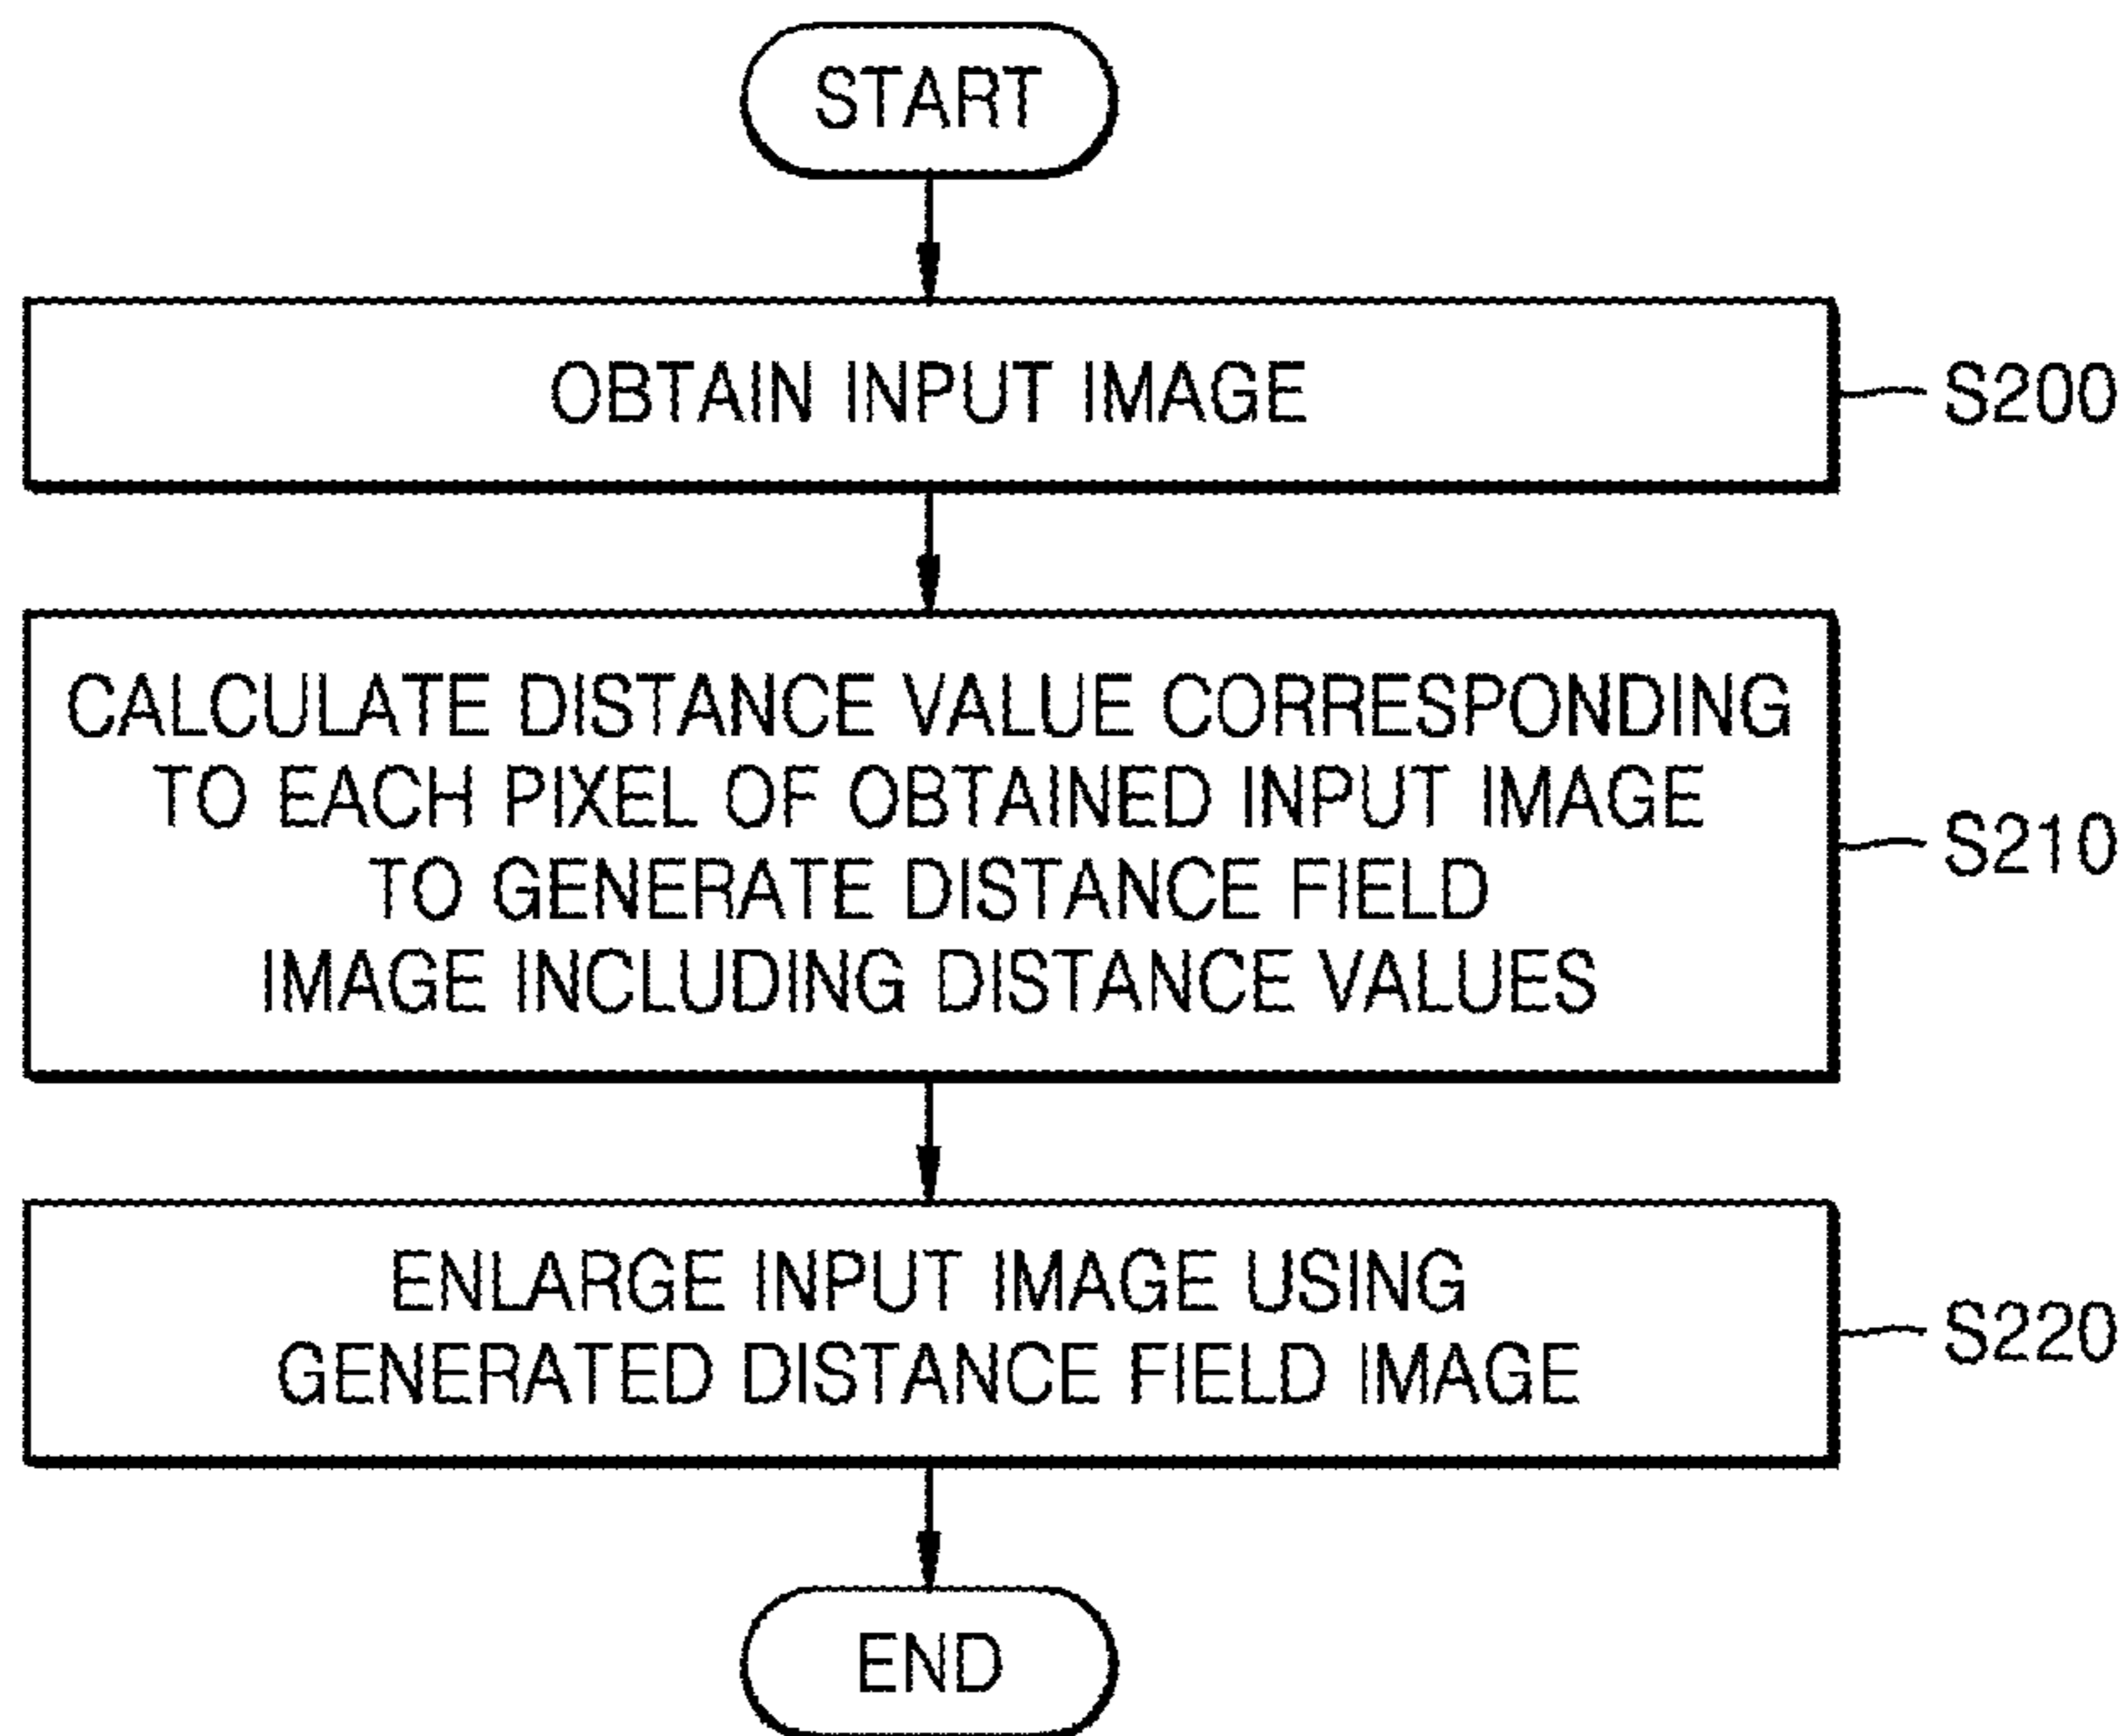 START
OBTAIN INPUT IMAGE
S200
CALCULATE DISTANCE VALUE CORRESPONDING
TO EACH PIXEL OF OBTAINED INPUT IMAGE
TO GENERATE DISTANCE FIELD
IMAGE INCLUDING DISTANCE VALUES
S210
ENLARGE INPUT IMAGE USING
GENERATED DISTANCE FIELD IMAGE
S220
END